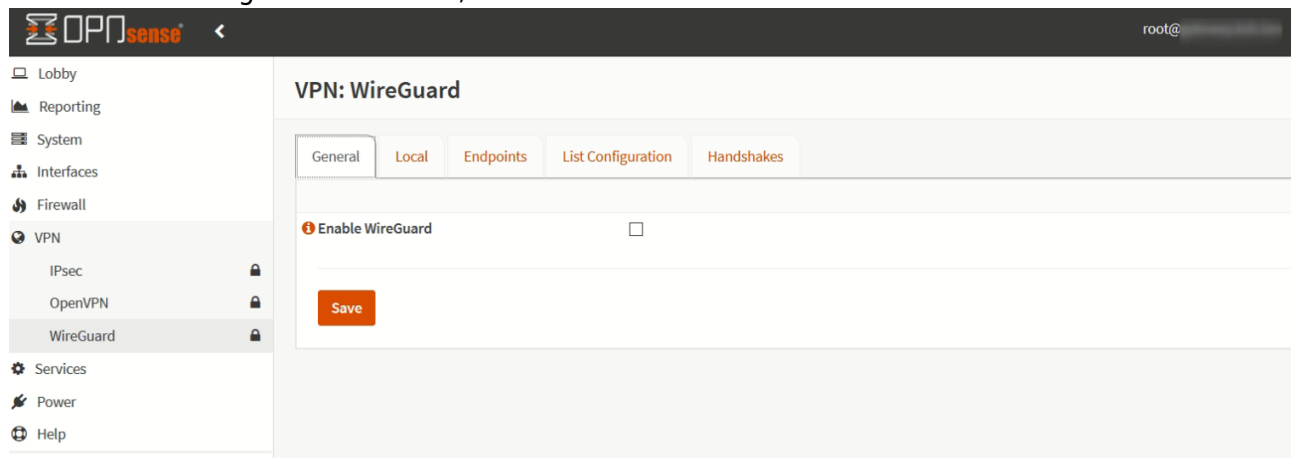 OPNsense
root@
Lobby
Reporting
System
Interfaces
Firewall
VPN
IPsec
OpenVPN
WireGuard
Services
Power
Help
VPN: WireGuard
General Local Endpoints List Configuration Handshakes
Enable WireGuard
Save